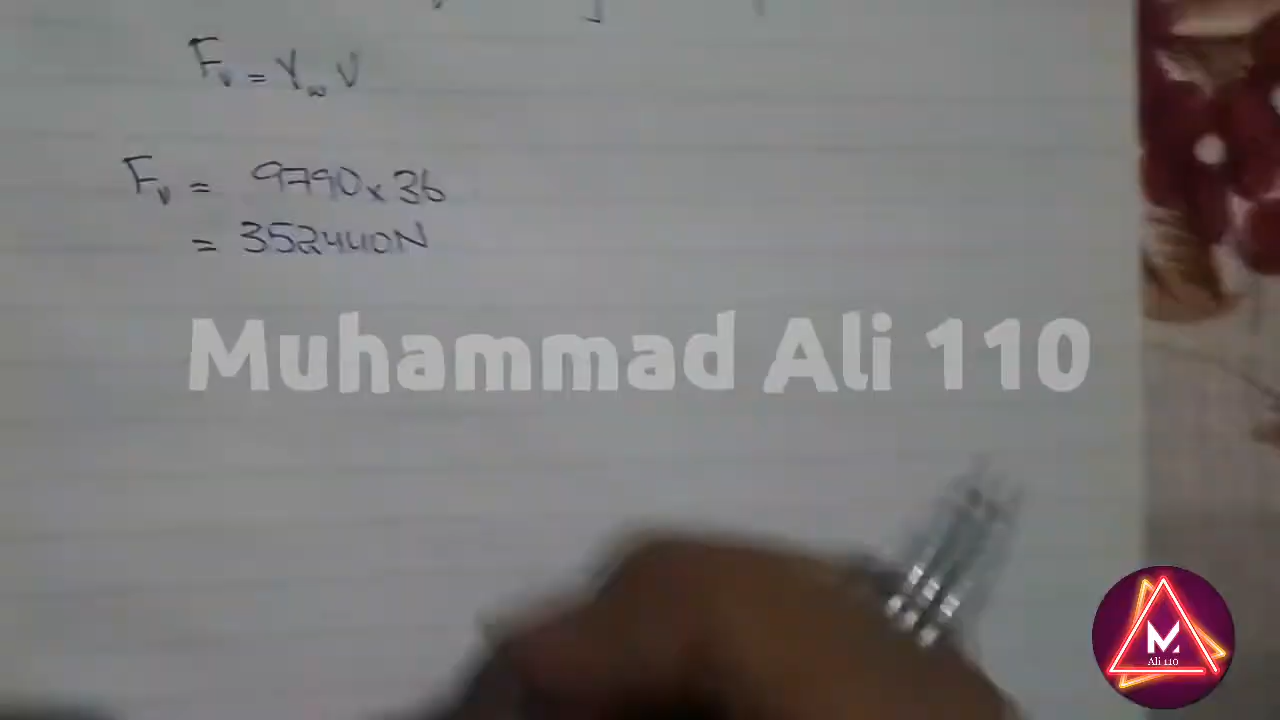 Fv = γw V
Fv = 9790 x 36
= 352440N
Muhammad Ali 110
M
Ali 110